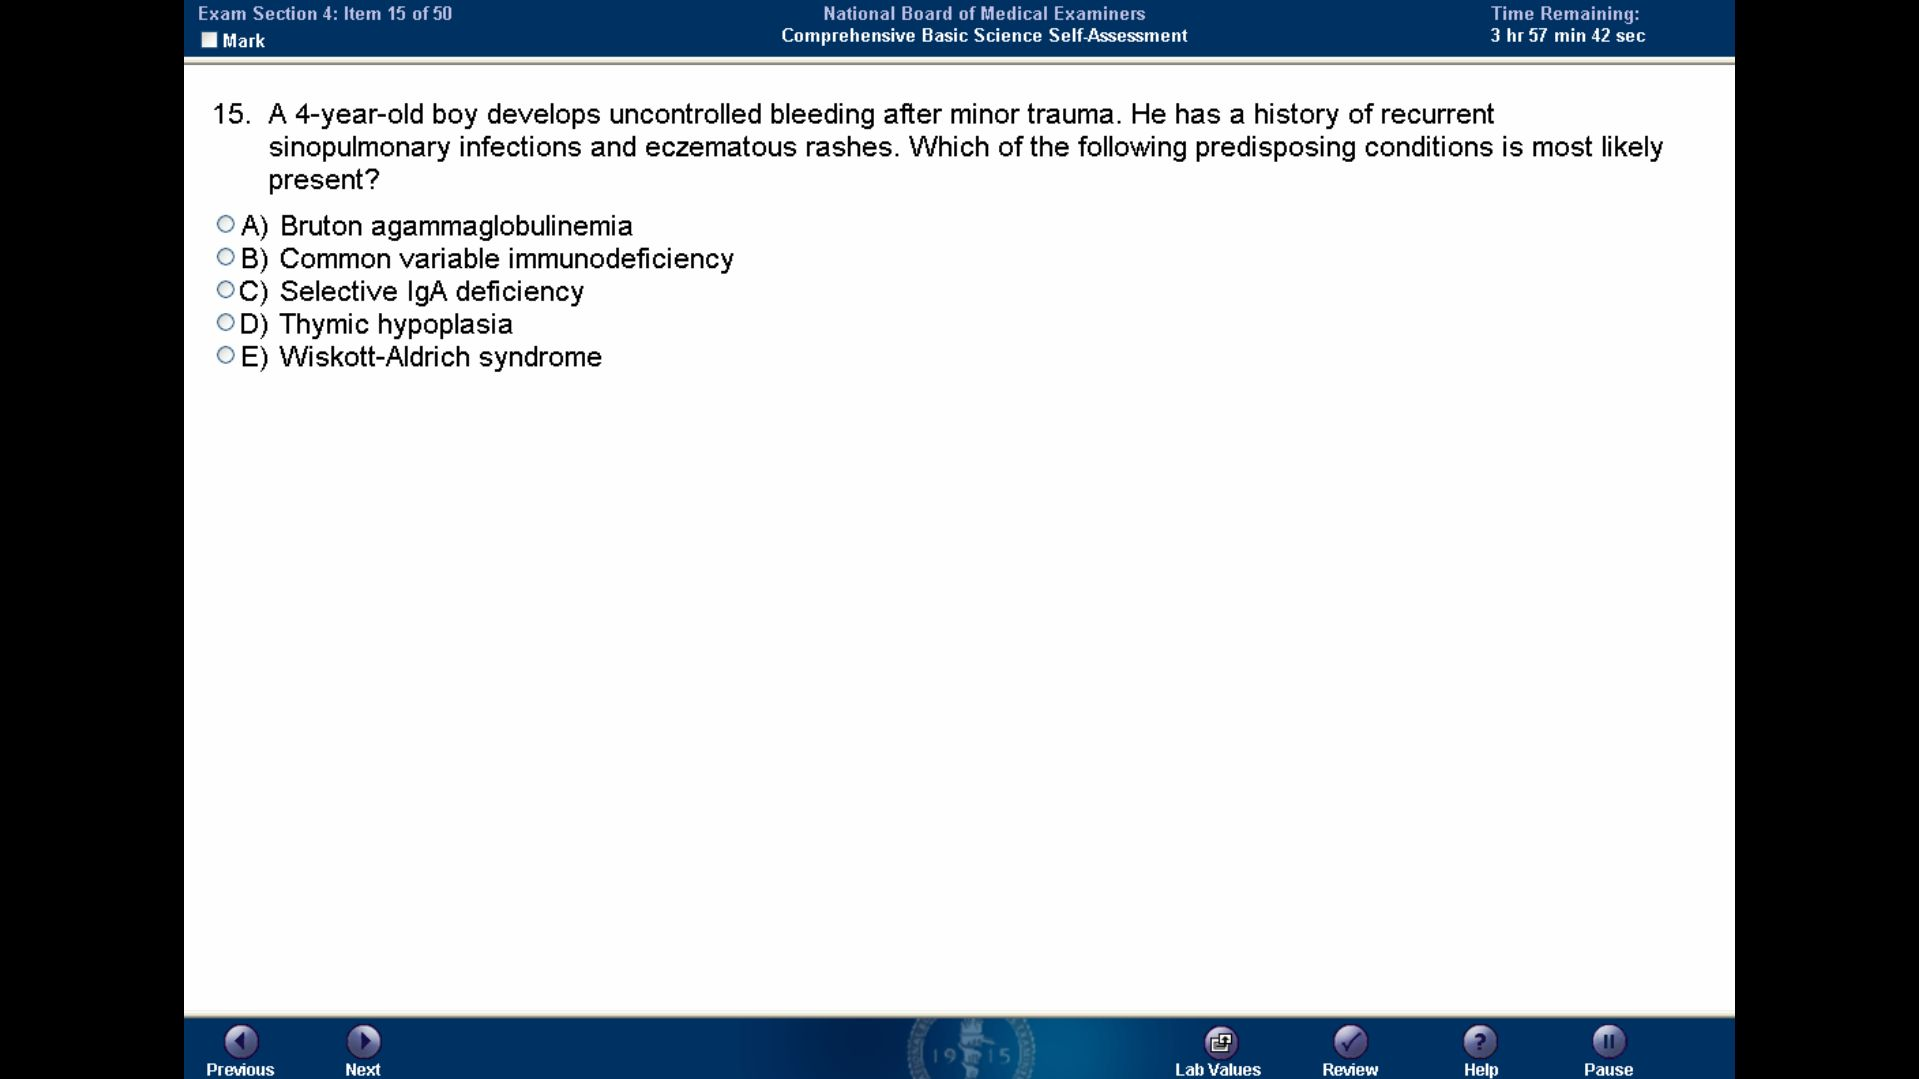 Exam Section 4: Item 15 of 50
National Board of Medical Examiners
Time Remaining:
Mark
Comprehensive Basic Science Self-Assessment
3 hr 57 min 42 sec
15. A 4-year-old boy develops uncontrolled bleeding after minor trauma. He has a history of recurrent
sinopulmonary infections and eczematous rashes. Which of the following predisposing conditions is most likely
present?
A) Bruton agammaglobulinemia
B) Common variable immunodeficiency
C) Selective IgA deficiency
D) Thymic hypoplasia
E) Wiskott-Aldrich syndrome
19 15
Previous
Next
Lab Values
Review
Help
Pause